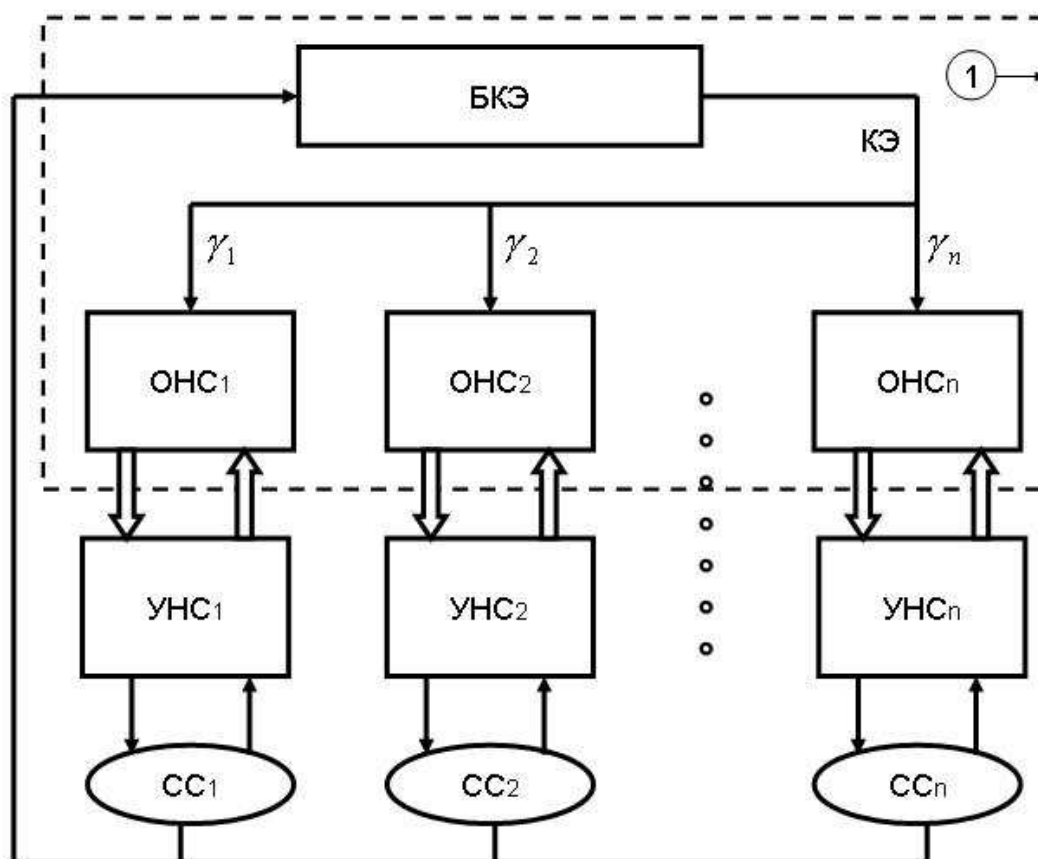 БКЭ
1
КЭ
γ1 γ2 γn
ОНС1 ОНС2 ОНСn
УНС1 УНС2 УНСn
СС1 СС2 ССn